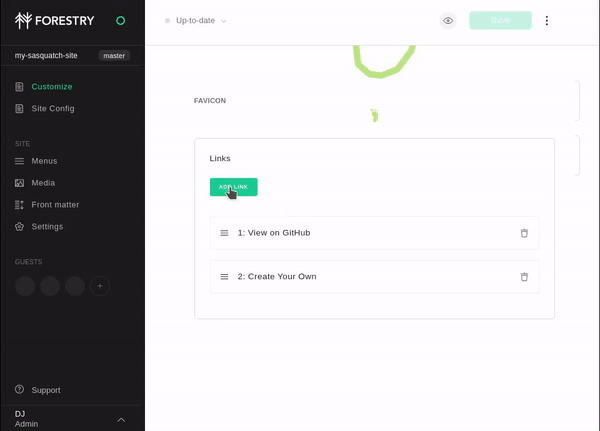 FORESTRY
my-sasquatch-site
master
Customize
Site Config
SITE
Menus
Media
Front matter
Settings
GUESTS
+
Support
DJ
Admin
Up-to-date
Save
FAVICON
Links
ADD LINK
1: View on GitHub
2: Create Your Own